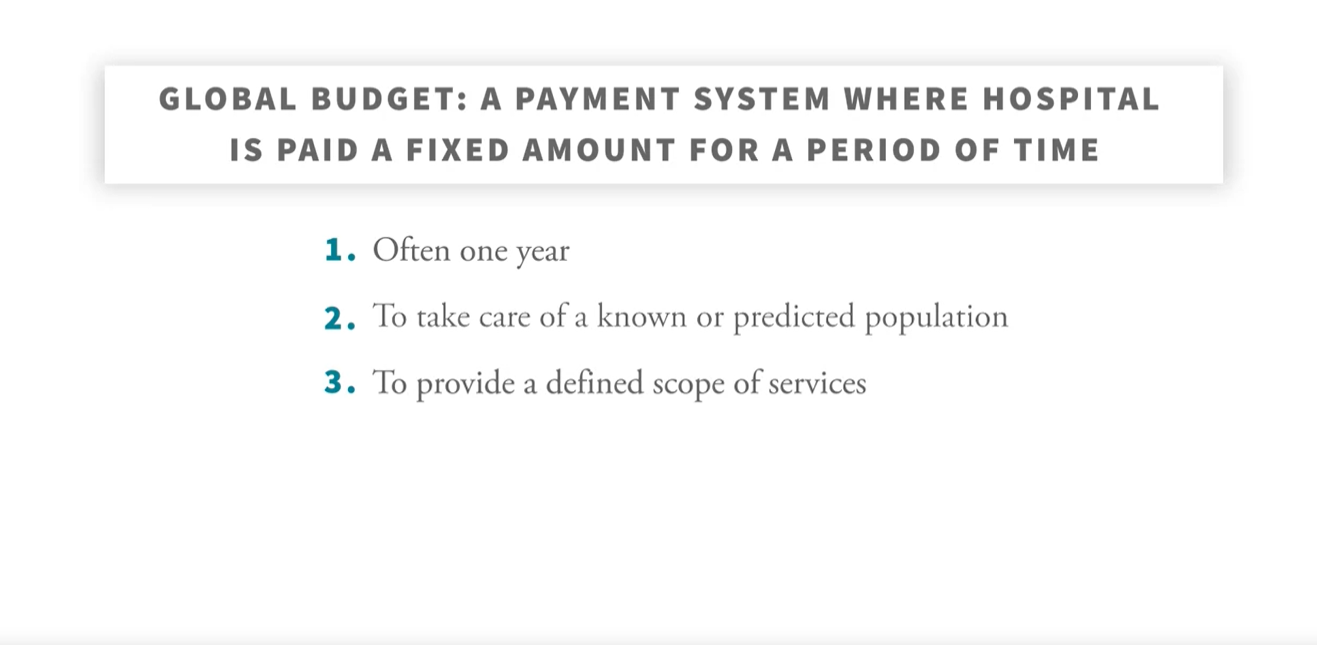 GLOBAL BUDGET: A PAYMENT SYSTEM WHERE HOSPITAL
IS PAID A FIXED AMOUNT FOR A PERIOD OF TIME
1. Often one year
2. To take care of a known or predicted population
3. To provide a defined scope of services